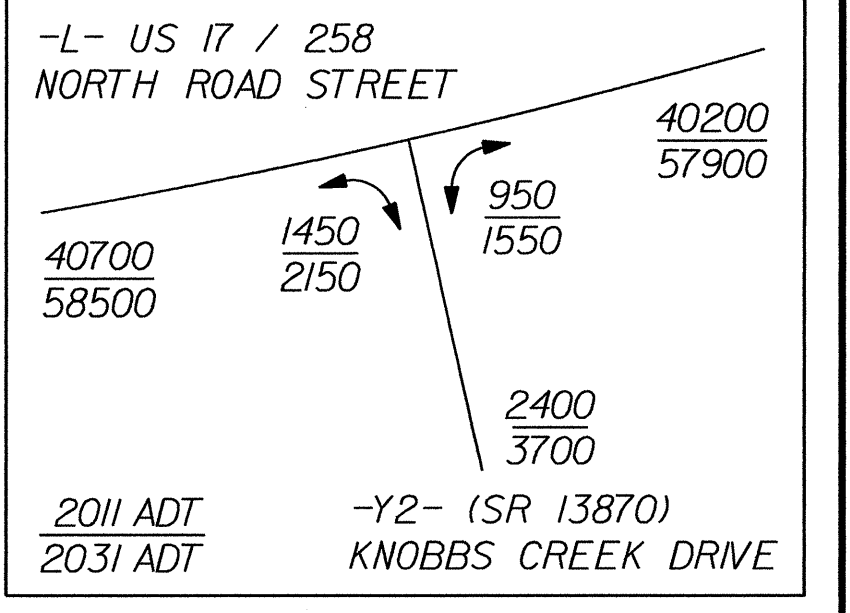 -L- US 17 / 258
NORTH ROAD STREET
40200
57900
950
1550
1450
2150
40700
58500
2400
3700
2011 ADT
2031 ADT
-Y2- (SR 13870)
KNOBBS CREEK DRIVE